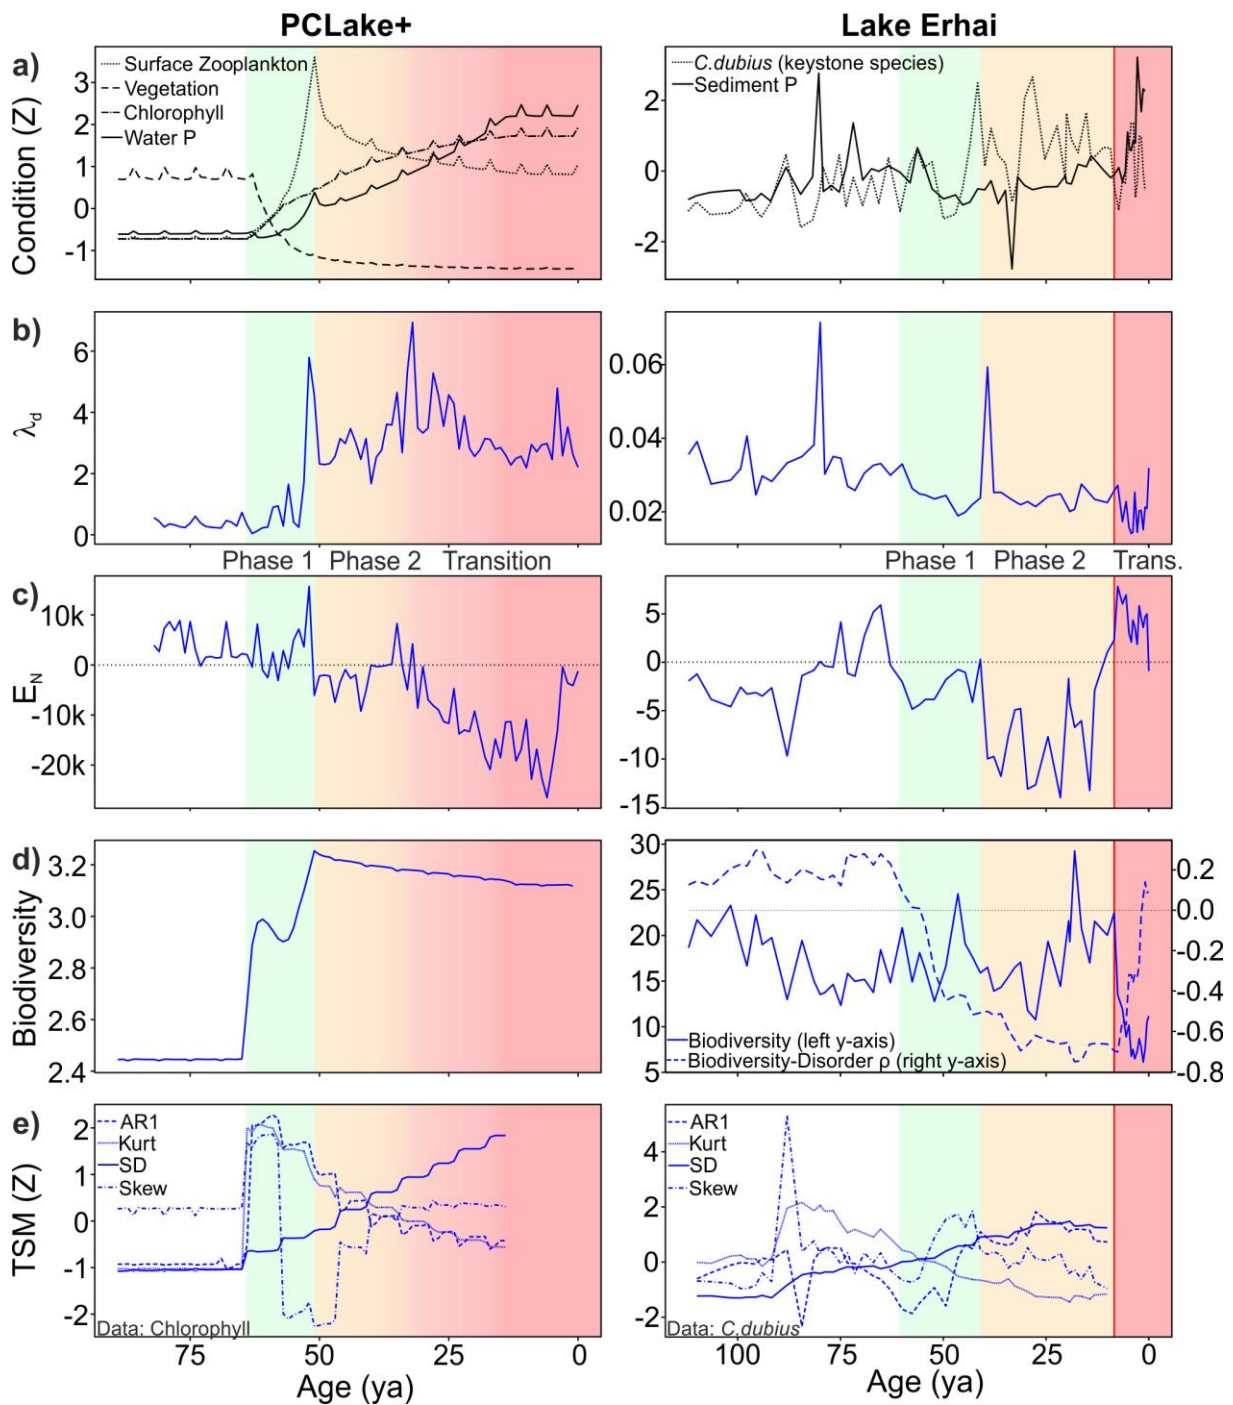 PCLake+
Lake Erhai
a)
Surface Zooplankton
Vegetation
Chlorophyll
Water P
Condition (Z)
3
2
1
0
-1
C.dubius (keystone species)
Sediment P
2
0
-2
b)
λd
6
4
2
0
0.06
0.04
0.02
Phase 1 Phase 2 Transition
Phase 1 Phase 2 Trans.
c)
EN
10k
0
-10k
-20k
5
0
-5
-10
-15
d)
Biodiversity
3.2
3.0
2.8
2.6
2.4
30
25
20
15
10
5
0.2
0.0
-0.2
-0.4
-0.6
-0.8
Biodiversity (left y-axis)
Biodiversity-Disorder ρ (right y-axis)
e)
TSM (Z)
AR1
Kurt
SD
Skew
2
1
0
-1
-2
Data: Chlorophyll
AR1
Kurt
SD
Skew
4
2
0
-2
Data: C.dubius
75 50 25 0
Age (ya)
100 75 50 25 0
Age (ya)